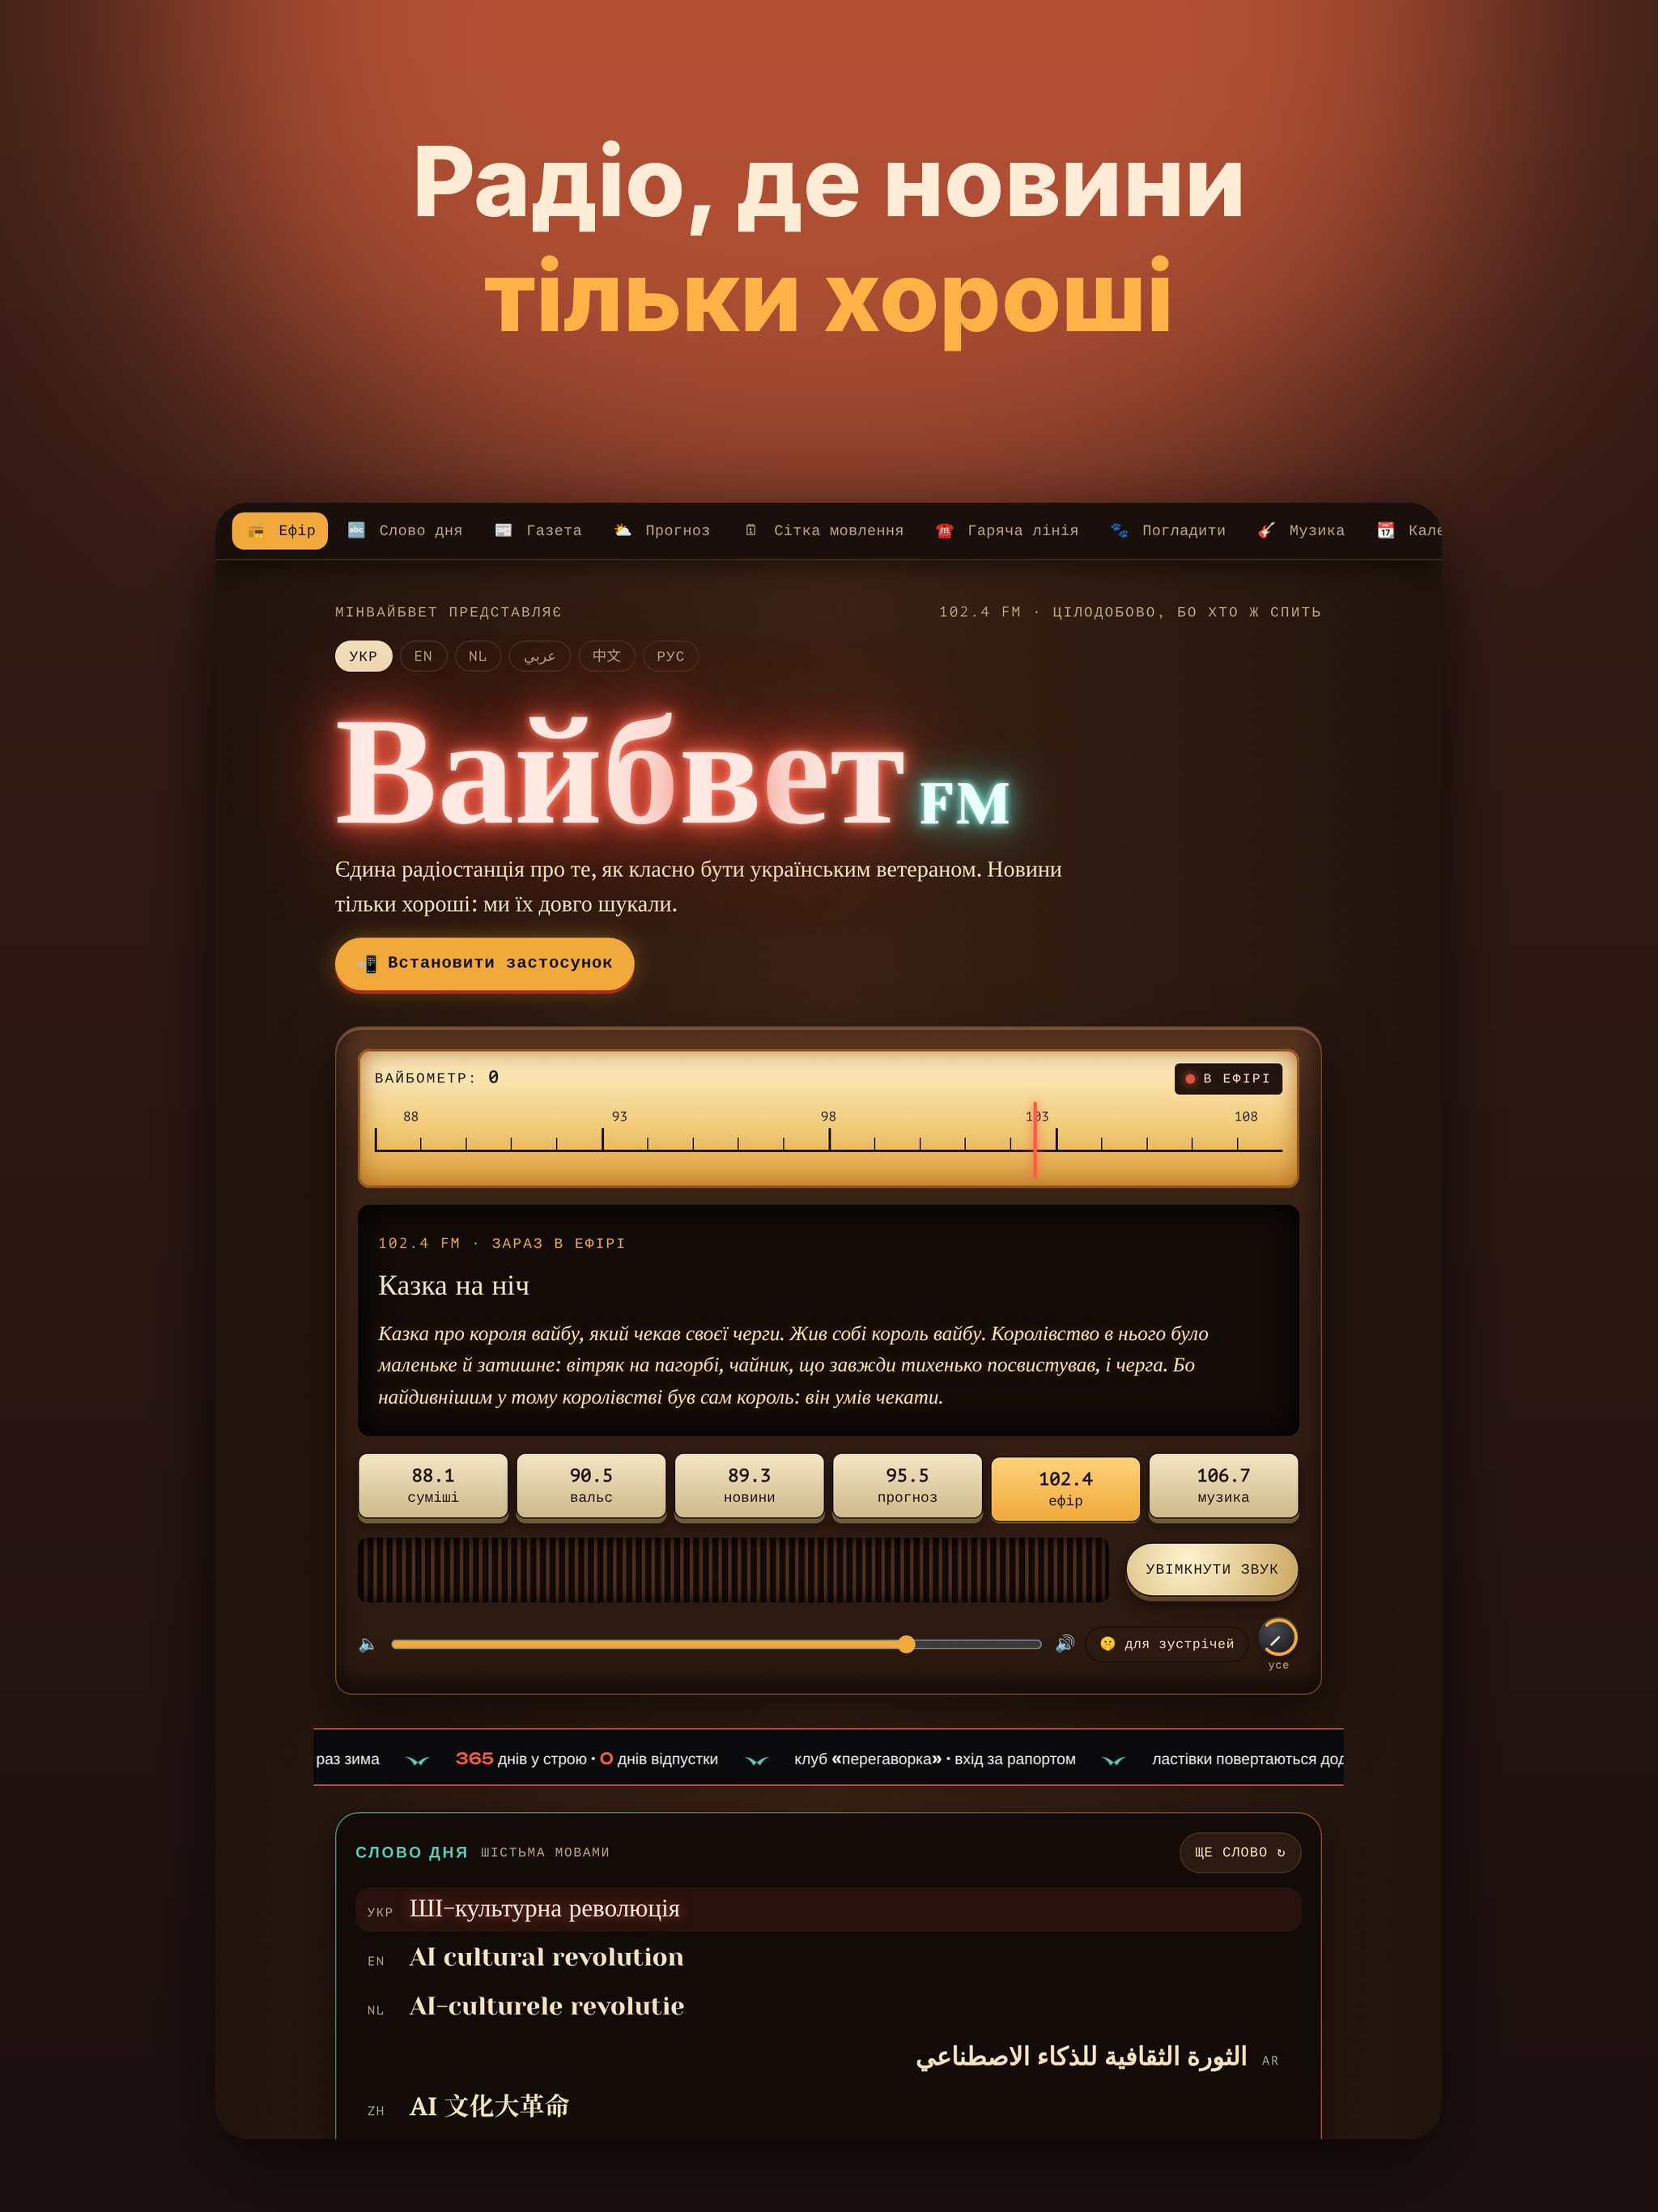 Радіо, де новини
тільки хороші
Ефір Слово дня Газета Прогноз Сітка мовлення Гаряча лінія Погладити Музика Кале
МІНВАЙБВЕТ ПРЕДСТАВЛЯЄ
102.4 FM · ЦІЛОДОБОВО, БО ХТО Ж СПИТЬ
УКР EN NL عربي 中文 РУС
Вайбвет FM
Єдина радіостанція про те, як класно бути українським ветераном. Новини
тільки хороші: ми їх довго шукали.
Встановити застосунок
ВАЙБОМЕТР: 0
В ЕФІРІ
88 93 98 103 108
102.4 FM · ЗАРАЗ В ЕФІРІ
Казка на ніч
Казка про короля вайбу, який чекав своєї черги. Жив собі король вайбу. Королівство в нього було
маленьке й затишне: вітряк на пагорбі, чайник, що завжди тихенько посвистував, і черга. Бо
найдивнішим у тому королівстві був сам король: він умів чекати.
88.1 90.5 89.3 95.5 102.4 106.7
суміші вальс новини прогноз ефір музика
УВІМКНУТИ ЗВУК
для зустрічей
усе
раз зима 365 днів у строю · 0 днів відпустки клуб «перегаворка» · вхід за рапортом ластівки повертаються дод
СЛОВО ДНЯ ШІСТЬМА МОВАМИ
ЩЕ СЛОВО ↻
УКР ШІ-культурна революція
EN AI cultural revolution
NL AI-culturele revolutie
AR الثورة الثقافية للذكاء الاصطناعي
ZH AI 文化大革命